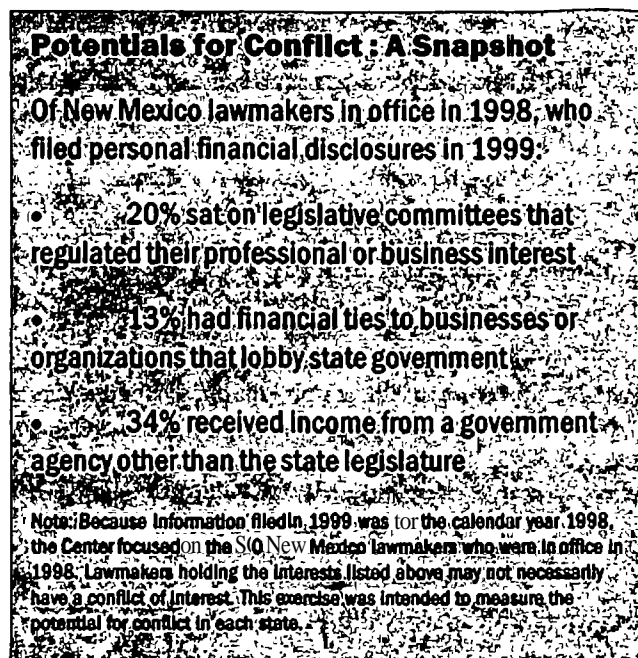 Potentials for Conflict : A Snapshot
Of New Mexico lawmakers in office in 1998, who
filed personal financial disclosures in 1999:
• 20% sat on legislative committees that
regulated their professional or business interest
• 13% had financial ties to businesses or
organizations that lobby state government
• 34% received income from a government
agency other than the state legislature
Note: Because information filed in 1999 was tor the calendar year 1998,
the Center focused on the New Mexico lawmakers who were in office in
1998. Lawmakers holding the interests listed above may not necessarily
have a conflict of interest. This exercise was intended to measure the
potential for conflict in each state.